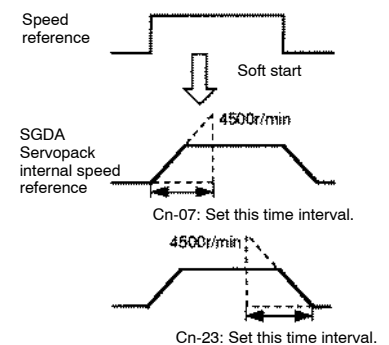 Speed
reference
Soft start
4500r/min
SGDA
Servopack
internal speed
reference
Cn-07: Set this time interval.
4500r/min
Cn-23: Set this time interval.